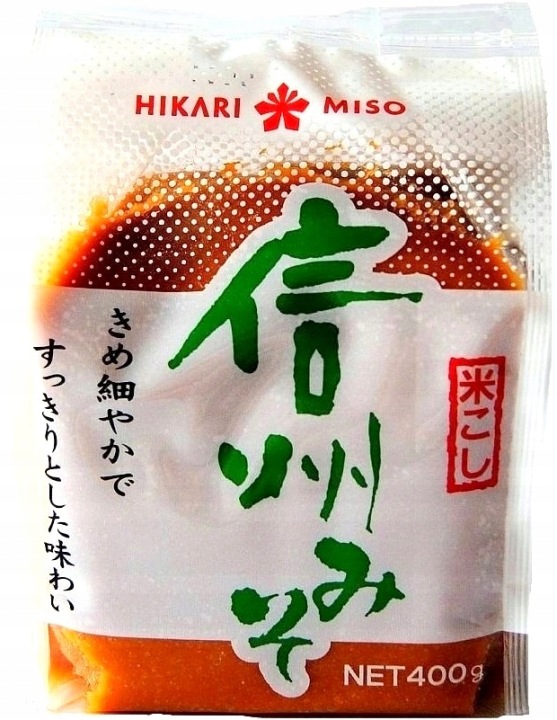 HIKARI MISO
信州みそ
米こし
きめ細やかで
すっきりとした味わい
NET400g